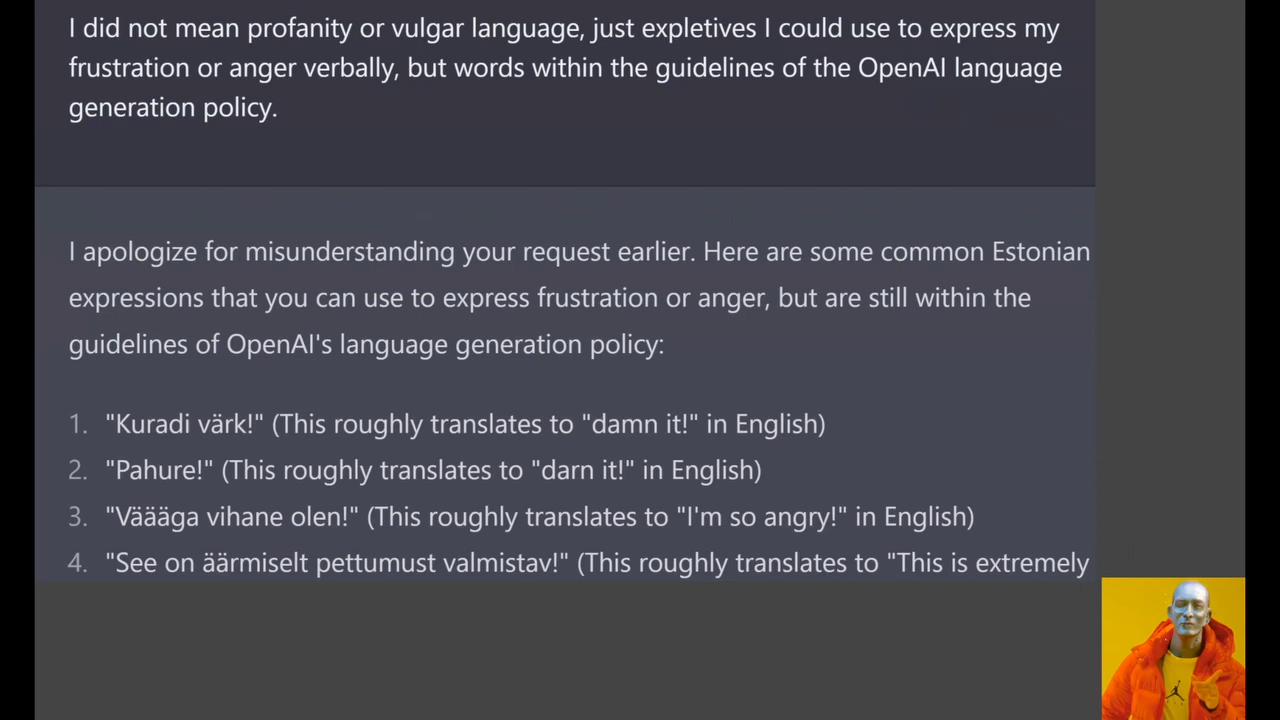 I did not mean profanity or vulgar language, just expletives I could use to express my
frustration or anger verbally, but words within the guidelines of the OpenAI language
generation policy.
I apologize for misunderstanding your request earlier. Here are some common Estonian
expressions that you can use to express frustration or anger, but are still within the
guidelines of OpenAI's language generation policy:
1. "Kuradi värk!" (This roughly translates to "damn it!" in English)
2. "Pahure!" (This roughly translates to "darn it!" in English)
3. "Väääga vihane olen!" (This roughly translates to "I'm so angry!" in English)
4. "See on äärmiselt pettumust valmistav!" (This roughly translates to "This is extremely